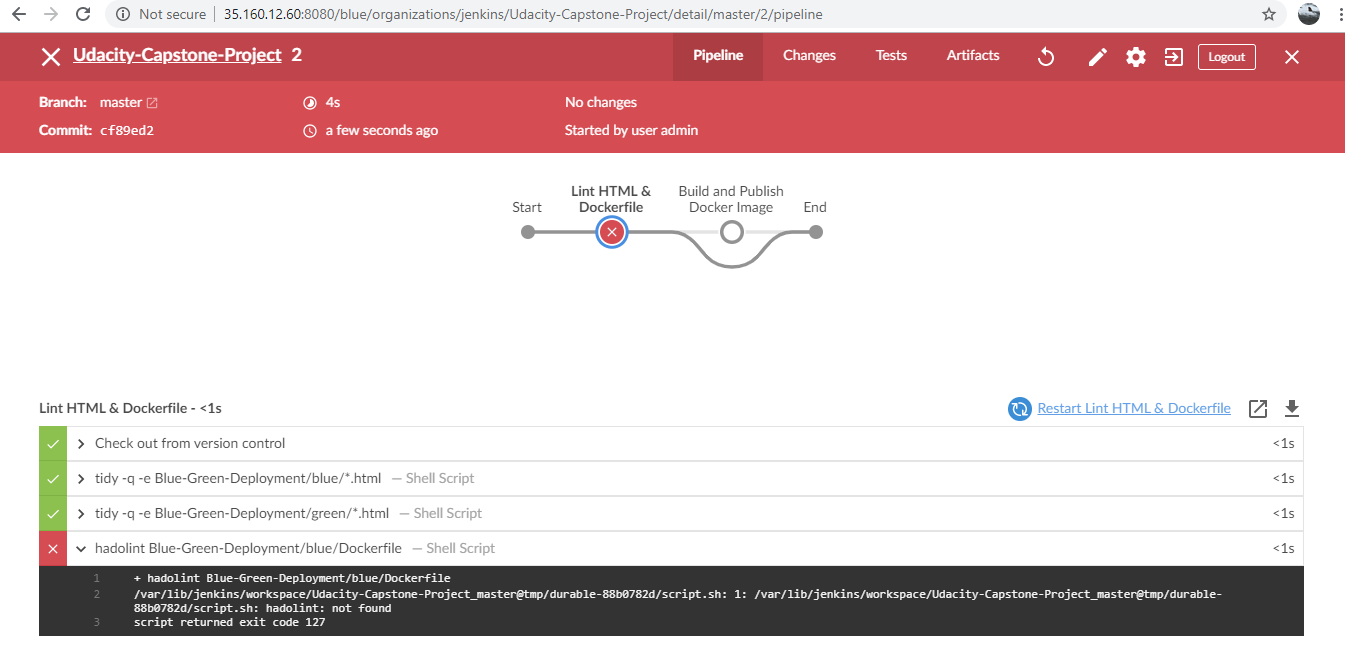 Not secure 35.160.12.60:8080/blue/organizations/jenkins/Udacity-Capstone-Project/detail/master/2/pipeline
Udacity-Capstone-Project 2 Pipeline Changes Tests Artifacts Logout
Branch: master 4s No changes
Commit: cf89ed2 a few seconds ago Started by user admin
Start Lint HTML & Dockerfile Build and Publish Docker Image End
Lint HTML & Dockerfile - <1s Restart Lint HTML & Dockerfile
Check out from version control <1s
tidy -q -e Blue-Green-Deployment/blue/*.html — Shell Script <1s
tidy -q -e Blue-Green-Deployment/green/*.html — Shell Script <1s
hadolint Blue-Green-Deployment/blue/Dockerfile — Shell Script <1s
1 + hadolint Blue-Green-Deployment/blue/Dockerfile
2 /var/lib/jenkins/workspace/Udacity-Capstone-Project_master@tmp/durable-88b0782d/script.sh: 1: /var/lib/jenkins/workspace/Udacity-Capstone-Project_master@tmp/durable-
88b0782d/script.sh: hadolint: not found
3 script returned exit code 127